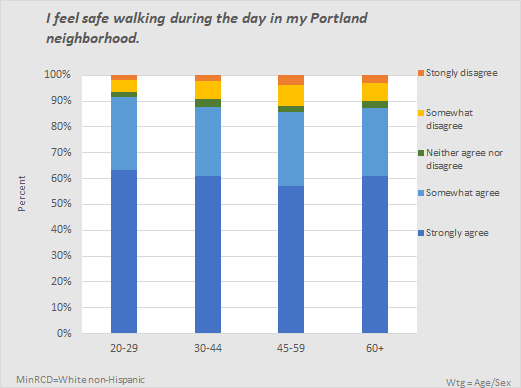 I feel safe walking during the day in my Portland
neighborhood.
100%
90%
80%
70%
60%
50%
40%
30%
20%
10%
0%
Percent
20-29
30-44
45-59
60+
Stongly disagree
Somewhat
disagree
Neither agree nor
disagree
Somewhat agree
Strongly agree
MinRCD=White non-Hispanic
Wtg = Age/Sex